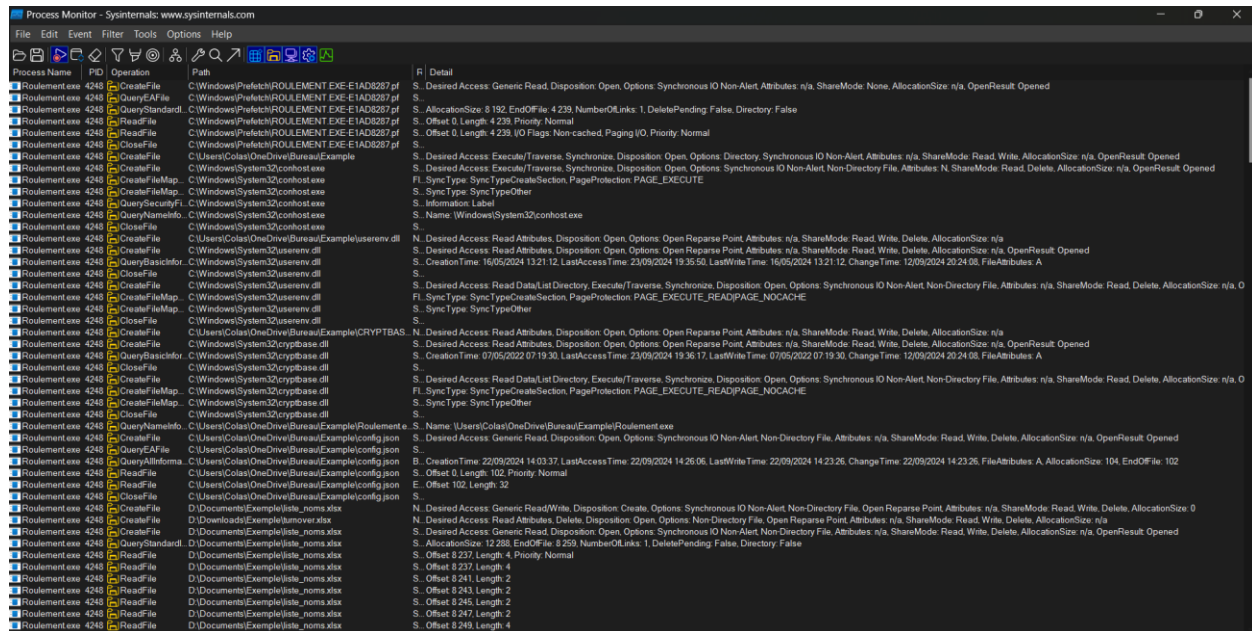 Process Monitor - Sysinternals: www.sysinternals.com
File Edit Event Filter Tools Options Help
Process Name PID Operation Path R Detail
Roulement.exe 4248 CreateFile C:\Windows\Prefetch\ROULEMENT.EXE-E1AD8287.pf S... Desired Access: Generic Read, Disposition: Open, Options: Synchronous IO Non-Alert, Attributes: n/a, ShareMode: None, AllocationSize: n/a, OpenResult: Opened
Roulement.exe 4248 QueryEAFile C:\Windows\Prefetch\ROULEMENT.EXE-E1AD8287.pf S...
Roulement.exe 4248 QueryStandardI... C:\Windows\Prefetch\ROULEMENT.EXE-E1AD8287.pf S... AllocationSize: 8 192, EndOfFile: 4 239, NumberOfLinks: 1, DeletePending: False, Directory: False
Roulement.exe 4248 ReadFile C:\Windows\Prefetch\ROULEMENT.EXE-E1AD8287.pf S... Offset: 0, Length: 4 239, Priority: Normal
Roulement.exe 4248 ReadFile C:\Windows\Prefetch\ROULEMENT.EXE-E1AD8287.pf S... Offset: 0, Length: 4 239, I/O Flags: Non-cached, Paging I/O, Priority: Normal
Roulement.exe 4248 CloseFile C:\Windows\Prefetch\ROULEMENT.EXE-E1AD8287.pf S...
Roulement.exe 4248 CreateFile C:\Users\Colas\OneDrive\Bureau\Example S... Desired Access: Execute/Traverse, Synchronize, Disposition: Open, Options: Directory, Synchronous IO Non-Alert, Attributes: n/a, ShareMode: Read, Write, AllocationSize: n/a, OpenResult: Opened
Roulement.exe 4248 CreateFile C:\Windows\System32\conhost.exe S... Desired Access: Execute/Traverse, Synchronize, Disposition: Open, Options: Synchronous IO Non-Alert, Non-Directory File, Attributes: N, ShareMode: Read, Delete, AllocationSize: n/a, OpenResult: Opened
Roulement.exe 4248 CreateFileMap... C:\Windows\System32\conhost.exe FI... SyncType: SyncTypeCreateSection, PageProtection: PAGE_EXECUTE
Roulement.exe 4248 CreateFileMap... C:\Windows\System32\conhost.exe S... SyncType: SyncTypeOther
Roulement.exe 4248 QuerySecurityFi... C:\Windows\System32\conhost.exe S... Information: Label
Roulement.exe 4248 QueryNameInfo... C:\Windows\System32\conhost.exe S... Name: \Windows\System32\conhost.exe
Roulement.exe 4248 CloseFile C:\Windows\System32\conhost.exe S...
Roulement.exe 4248 CreateFile C:\Users\Colas\OneDrive\Bureau\Example\userenv.dll N... Desired Access: Read Attributes, Disposition: Open, Options: Open Reparse Point, Attributes: n/a, ShareMode: Read, Write, Delete, AllocationSize: n/a
Roulement.exe 4248 CreateFile C:\Windows\System32\userenv.dll S... Desired Access: Read Attributes, Disposition: Open, Options: Open Reparse Point, Attributes: n/a, ShareMode: Read, Write, Delete, AllocationSize: n/a, OpenResult: Opened
Roulement.exe 4248 QueryBasicInfor... C:\Windows\System32\userenv.dll S... CreationTime: 16/05/2024 13:21:12, LastAccessTime: 23/09/2024 19:35:50, LastWriteTime: 16/05/2024 13:21:12, ChangeTime: 12/09/2024 20:24:08, FileAttributes: A
Roulement.exe 4248 CloseFile C:\Windows\System32\userenv.dll S...
Roulement.exe 4248 CreateFile C:\Windows\System32\userenv.dll S... Desired Access: Read Data/List Directory, Execute/Traverse, Synchronize, Disposition: Open, Options: Synchronous IO Non-Alert, Non-Directory File, Attributes: n/a, ShareMode: Read, Delete, AllocationSize: n/a, O
Roulement.exe 4248 CreateFileMap... C:\Windows\System32\userenv.dll FI... SyncType: SyncTypeCreateSection, PageProtection: PAGE_EXECUTE_READ|PAGE_NOCACHE
Roulement.exe 4248 CreateFileMap... C:\Windows\System32\userenv.dll S... SyncType: SyncTypeOther
Roulement.exe 4248 CloseFile C:\Windows\System32\userenv.dll S...
Roulement.exe 4248 CreateFile C:\Users\Colas\OneDrive\Bureau\Example\CRYPTBAS... N... Desired Access: Read Attributes, Disposition: Open, Options: Open Reparse Point, Attributes: n/a, ShareMode: Read, Write, Delete, AllocationSize: n/a
Roulement.exe 4248 CreateFile C:\Windows\System32\cryptbase.dll S... Desired Access: Read Attributes, Disposition: Open, Options: Open Reparse Point, Attributes: n/a, ShareMode: Read, Write, Delete, AllocationSize: n/a, OpenResult: Opened
Roulement.exe 4248 QueryBasicInfor... C:\Windows\System32\cryptbase.dll S... CreationTime: 07/05/2022 07:19:30, LastAccessTime: 23/09/2024 19:36:17, LastWriteTime: 07/05/2022 07:19:30, ChangeTime: 12/09/2024 20:24:08, FileAttributes: A
Roulement.exe 4248 CloseFile C:\Windows\System32\cryptbase.dll S...
Roulement.exe 4248 CreateFile C:\Windows\System32\cryptbase.dll S... Desired Access: Read Data/List Directory, Execute/Traverse, Synchronize, Disposition: Open, Options: Synchronous IO Non-Alert, Non-Directory File, Attributes: n/a, ShareMode: Read, Delete, AllocationSize: n/a, O
Roulement.exe 4248 CreateFileMap... C:\Windows\System32\cryptbase.dll FI... SyncType: SyncTypeCreateSection, PageProtection: PAGE_EXECUTE_READ|PAGE_NOCACHE
Roulement.exe 4248 CreateFileMap... C:\Windows\System32\cryptbase.dll S... SyncType: SyncTypeOther
Roulement.exe 4248 CloseFile C:\Windows\System32\cryptbase.dll S...
Roulement.exe 4248 QueryNameInfo... C:\Users\Colas\OneDrive\Bureau\Example\Roulement.e... S... Name: \Users\Colas\OneDrive\Bureau\Example\Roulement.exe
Roulement.exe 4248 CreateFile C:\Users\Colas\OneDrive\Bureau\Example\config.json S... Desired Access: Generic Read, Disposition: Open, Options: Synchronous IO Non-Alert, Non-Directory File, Attributes: n/a, ShareMode: Read, Write, Delete, AllocationSize: n/a, OpenResult: Opened
Roulement.exe 4248 QueryEAFile C:\Users\Colas\OneDrive\Bureau\Example\config.json S...
Roulement.exe 4248 QueryAllInforma... C:\Users\Colas\OneDrive\Bureau\Example\config.json B... CreationTime: 22/09/2024 14:03:37, LastAccessTime: 22/09/2024 14:26:06, LastWriteTime: 22/09/2024 14:23:26, ChangeTime: 22/09/2024 14:23:26, FileAttributes: A, AllocationSize: 104, EndOfFile: 102
Roulement.exe 4248 ReadFile C:\Users\Colas\OneDrive\Bureau\Example\config.json S... Offset: 0, Length: 102, Priority: Normal
Roulement.exe 4248 ReadFile C:\Users\Colas\OneDrive\Bureau\Example\config.json E... Offset: 102, Length: 32
Roulement.exe 4248 CloseFile C:\Users\Colas\OneDrive\Bureau\Example\config.json S...
Roulement.exe 4248 CreateFile D:\Documents\Exemple\liste_noms.xlsx N... Desired Access: Generic Read/Write, Disposition: Create, Options: Synchronous IO Non-Alert, Non-Directory File, Open Reparse Point, Attributes: n/a, ShareMode: Read, Write, Delete, AllocationSize: 0
Roulement.exe 4248 CreateFile D:\Downloads\Exemple\turnover.xlsx N... Desired Access: Read Attributes, Delete, Disposition: Open, Options: Non-Directory File, Open Reparse Point, Attributes: n/a, ShareMode: Read, Write, Delete, AllocationSize: n/a
Roulement.exe 4248 CreateFile D:\Documents\Exemple\liste_noms.xlsx S... Desired Access: Generic Read, Disposition: Open, Options: Synchronous IO Non-Alert, Non-Directory File, Attributes: n/a, ShareMode: Read, Write, Delete, AllocationSize: n/a, OpenResult: Opened
Roulement.exe 4248 QueryStandardI... D:\Documents\Exemple\liste_noms.xlsx S... AllocationSize: 12 288, EndOfFile: 8 259, NumberOfLinks: 1, DeletePending: False, Directory: False
Roulement.exe 4248 ReadFile D:\Documents\Exemple\liste_noms.xlsx S... Offset: 8 237, Length: 4, Priority: Normal
Roulement.exe 4248 ReadFile D:\Documents\Exemple\liste_noms.xlsx S... Offset: 8 241, Length: 2
Roulement.exe 4248 ReadFile D:\Documents\Exemple\liste_noms.xlsx S... Offset: 8 243, Length: 2
Roulement.exe 4248 ReadFile D:\Documents\Exemple\liste_noms.xlsx S... Offset: 8 245, Length: 2
Roulement.exe 4248 ReadFile D:\Documents\Exemple\liste_noms.xlsx S... Offset: 8 247, Length: 2
Roulement.exe 4248 ReadFile D:\Documents\Exemple\liste_noms.xlsx S... Offset: 8 249, Length: 4